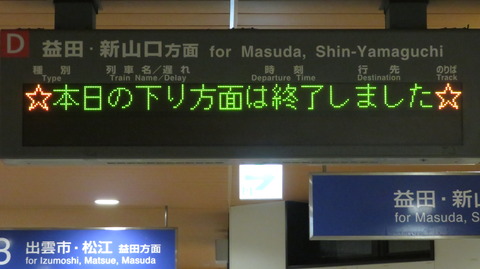 D 益田・新山口方面 for Masuda, Shin-Yamaguchi
種別 列車名/遅れ 時刻 行先 のりば
Type Train Name/Delay Departure Time Destination Track
☆本日の下り方面は終了しました☆
益田・新山
for Masuda, S
3 出雲市・松江 益田方面
for Izumoshi, Matsue, Masuda